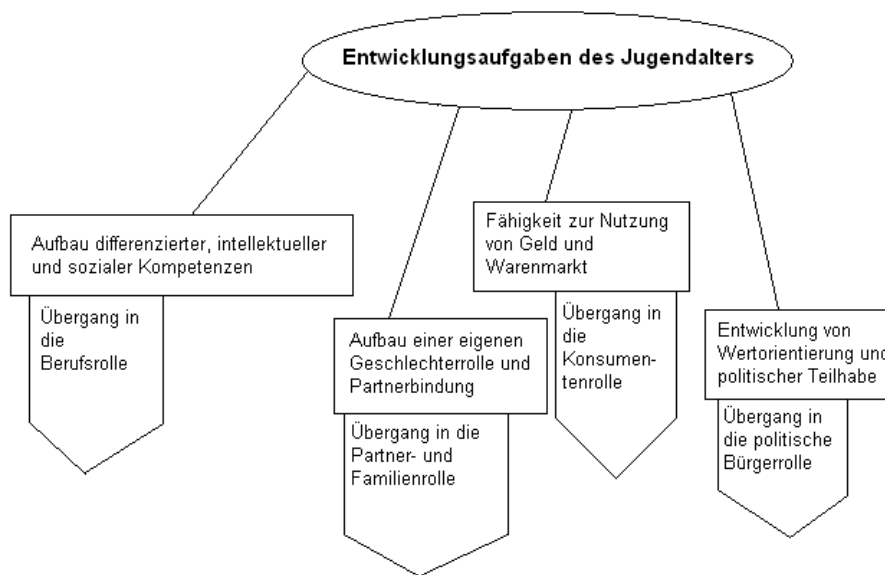 Entwicklungsaufgaben des Jugendalters
Aufbau differenzierter, intellektueller
und sozialer Kompetenzen
Übergang in
die
Berufsrolle
Aufbau einer eigenen
Geschlechterrolle und
Partnerbindung
Übergang in die
Partner- und
Familienrolle
Fähigkeit zur Nutzung
von Geld und
Warenmarkt
Übergang in
die
Konsumen-
tenrolle
Entwicklung von
Wertorientierung und
politischer Teilhabe
Übergang in
die politische
Bürgerrolle